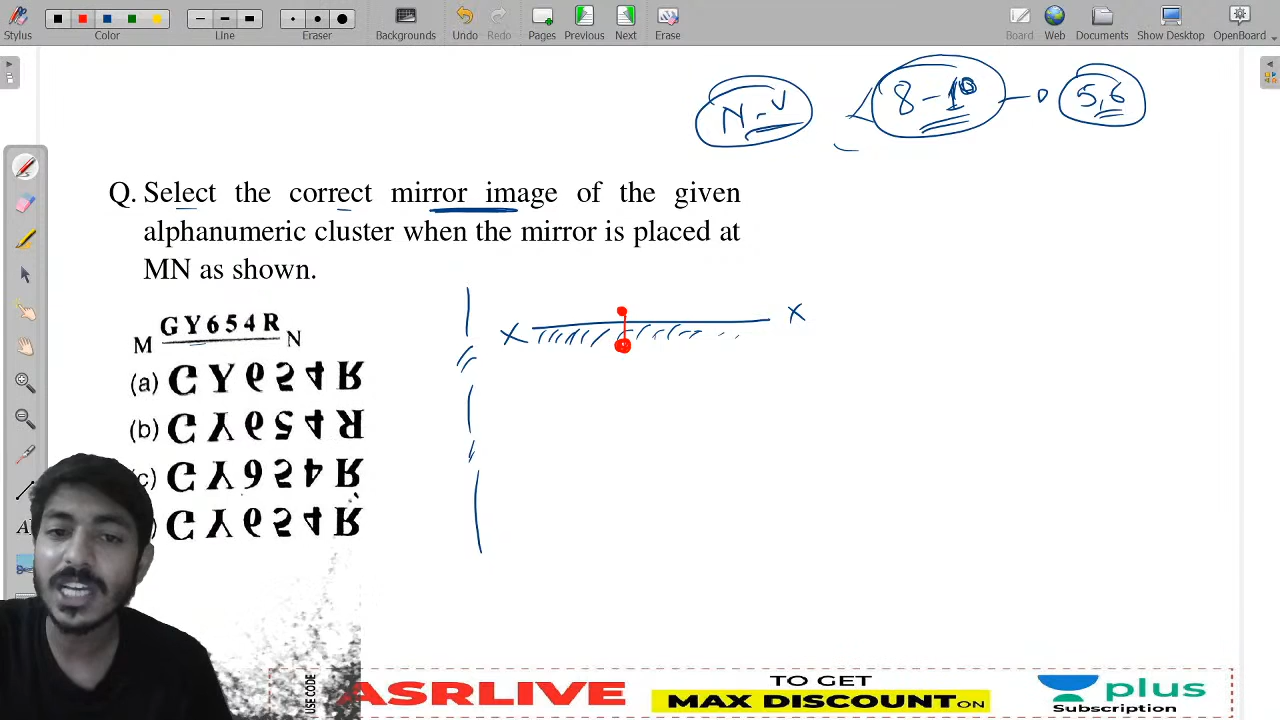 Stylus Color Line Eraser Backgrounds Undo Redo Pages Previous Next Erase Board Web Documents Show Desktop OpenBoard
N-V 8-10 5,6
Q. Select the correct mirror image of the given
alphanumeric cluster when the mirror is placed at
MN as shown.
M GY654R N
X X
(a)
(b)
USE CODE ASRLIVE
TO GET
MAX DISCOUNT ON
plus
Subscription